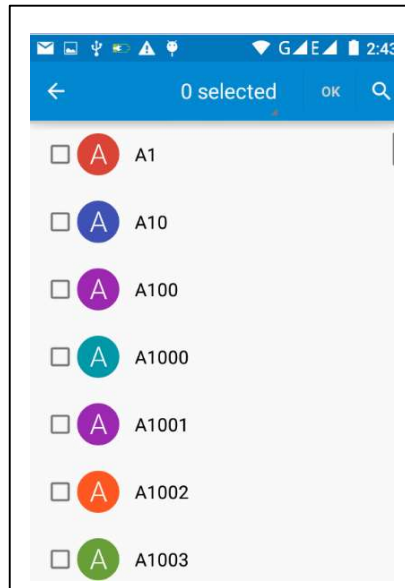 G E 2:43
0 selected OK
A A1
A A10
A A100
A A1000
A A1001
A A1002
A A1003